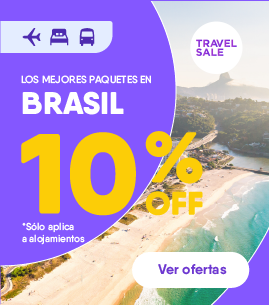 TRAVEL
SALE
LOS MEJORES PAQUETES EN
BRASIL
10%
OFF
*Sólo aplica
a alojamientos
Ver ofertas